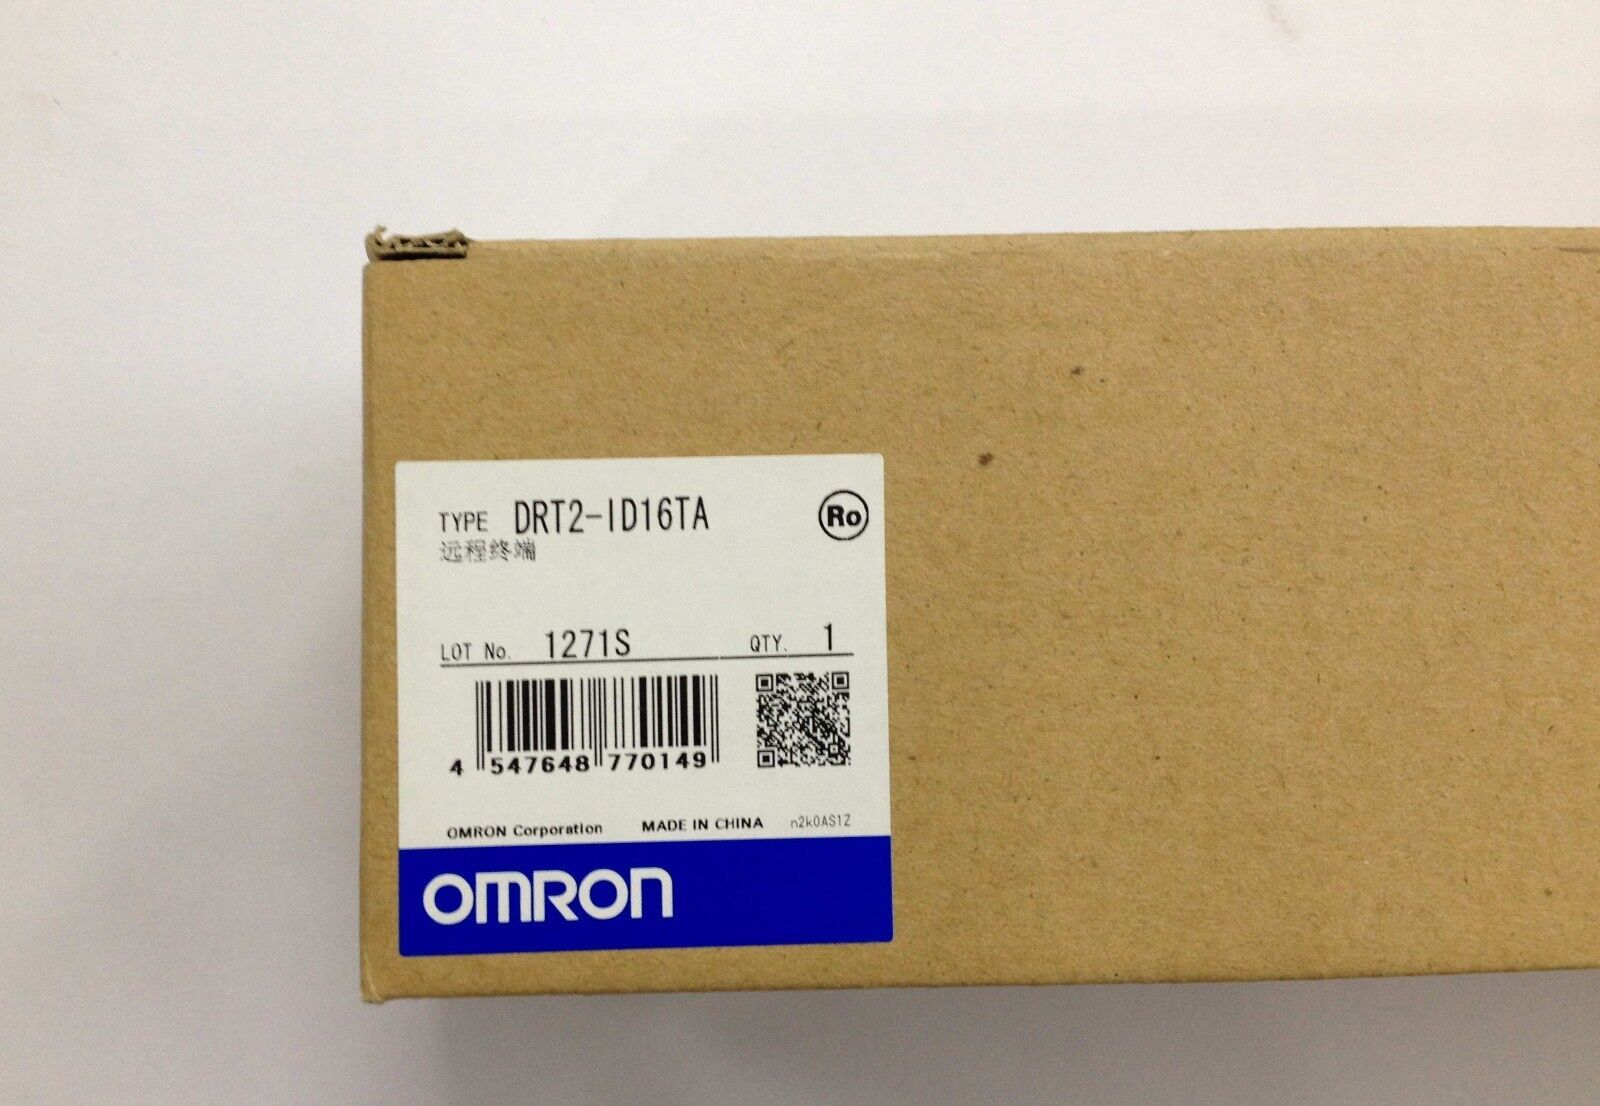 TYPE DRT2-ID16TA
Ro
远程终端
LOT No. 1271S QTY. 1
4 547648 770149
OMRON Corporation MADE IN CHINA n2k0AS1Z
OMRON